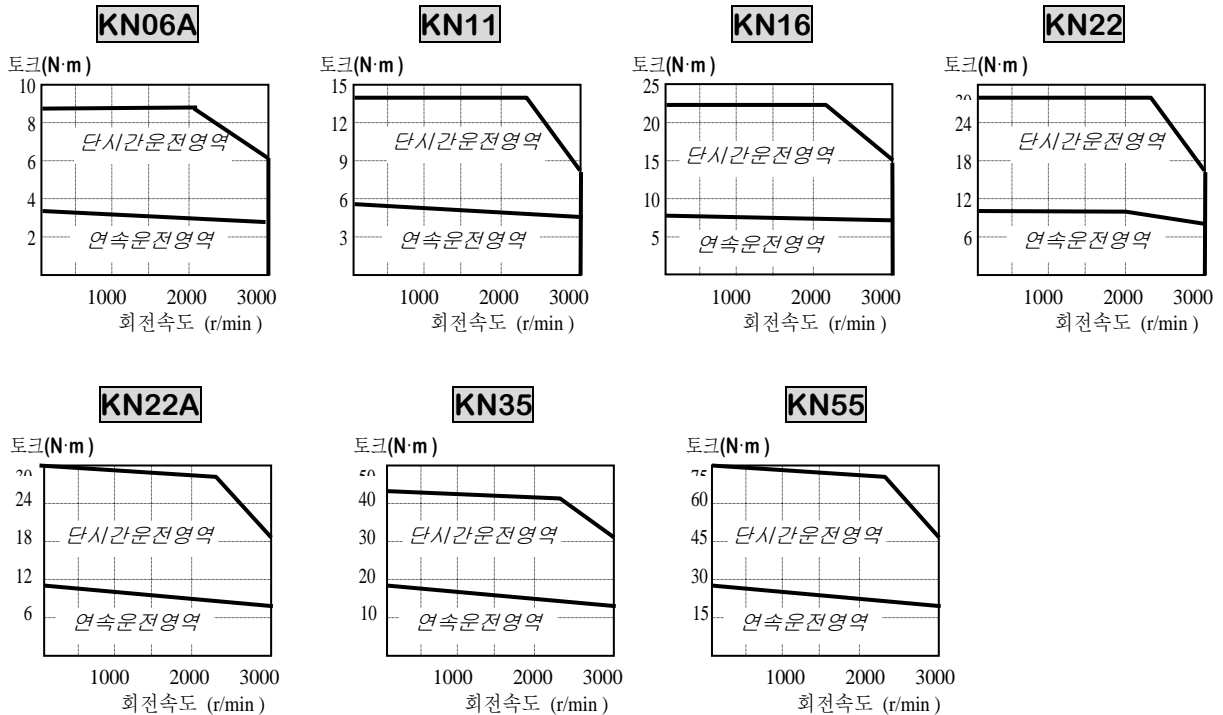 KN06A
토크(N·m )
10
8
6
4
2
단시간운전영역
연속운전영역
1000 2000 3000
회전속도 (r/min )
KN11
토크(N·m )
15
12
9
6
3
단시간운전영역
연속운전영역
1000 2000 3000
회전속도 (r/min )
KN16
토크(N·m )
25
20
15
10
5
단시간운전영역
연속운전영역
1000 2000 3000
회전속도 (r/min )
KN22
토크(N·m )
24
18
12
6
단시간운전영역
연속운전영역
1000 2000 3000
회전속도 (r/min )
KN22A
토크(N·m )
24
18
12
6
단시간운전영역
연속운전영역
1000 2000 3000
회전속도 (r/min )
KN35
토크(N·m )
50
40
30
20
10
단시간운전영역
연속운전영역
1000 2000 3000
회전속도 (r/min )
KN55
토크(N·m )
75
60
45
30
15
단시간운전영역
연속운전영역
1000 2000 3000
회전속도 (r/min )